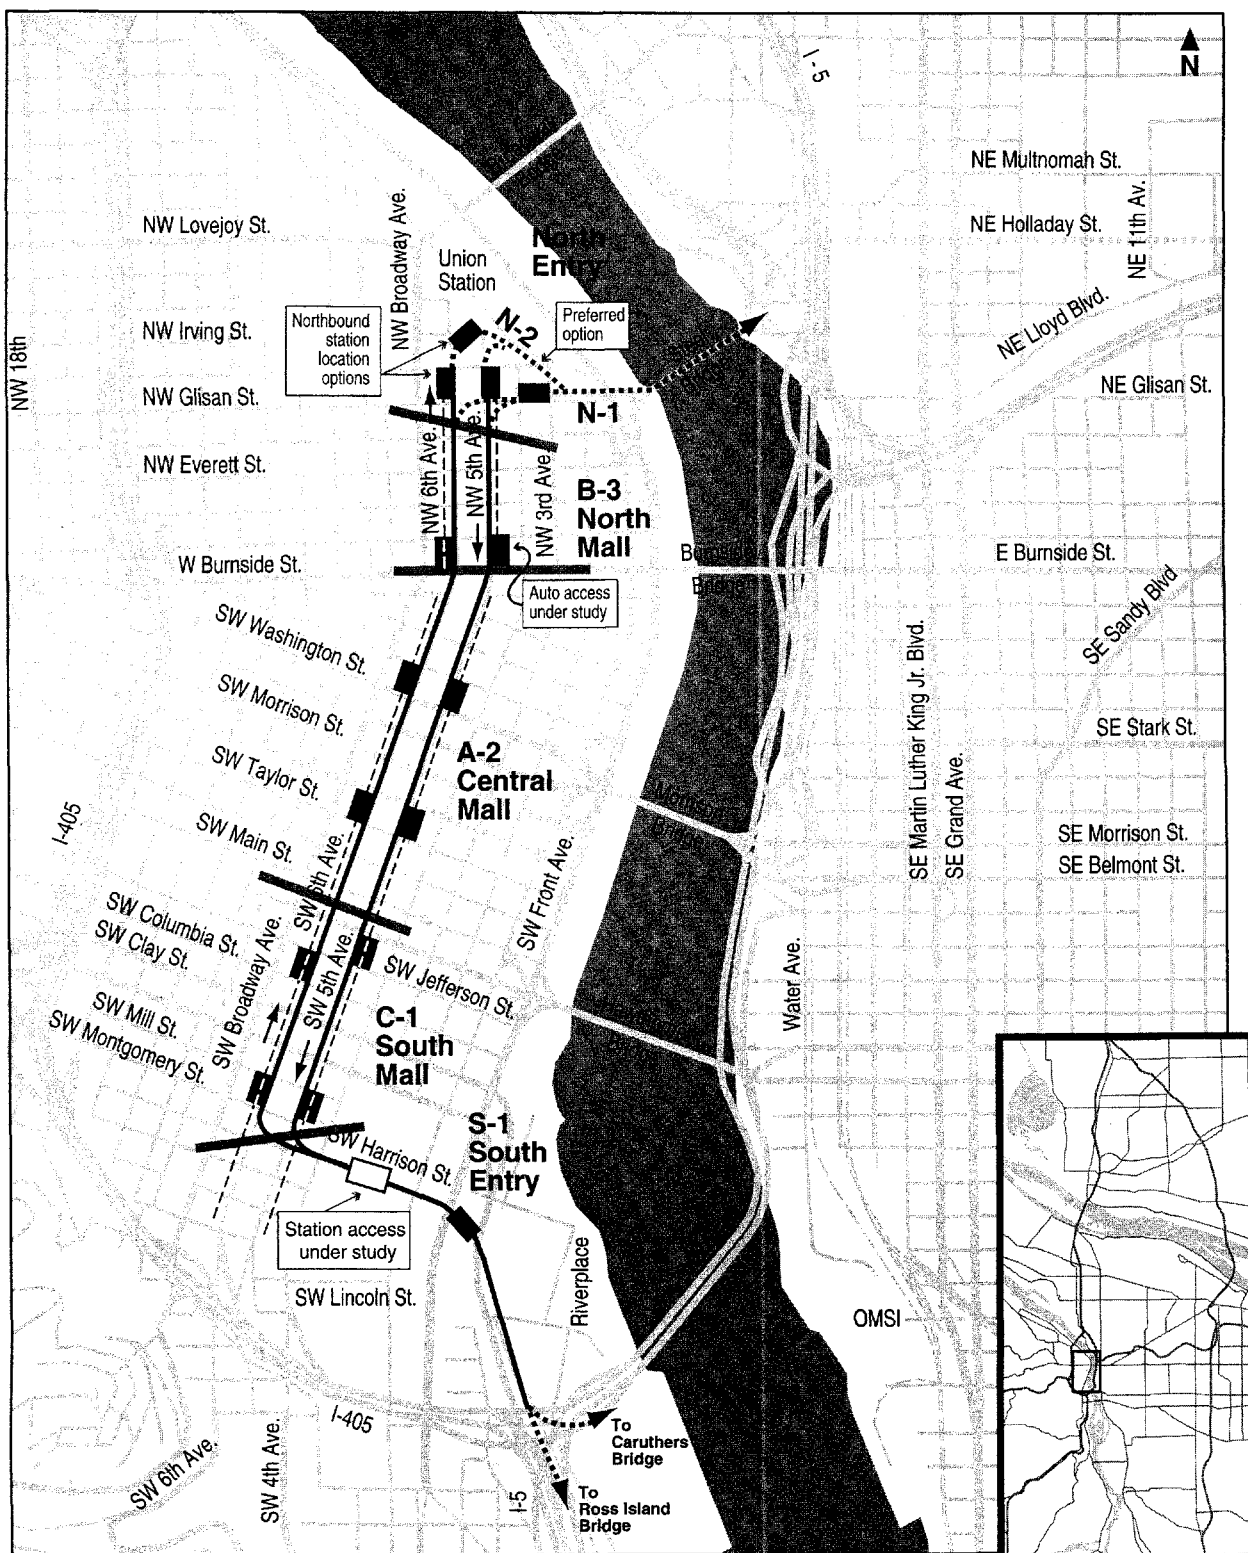 N
I - 5
NE Multnomah St.
NE Holladay St.
NE 11th Av.
NE Lloyd Blvd.
NE Glisan St.
NW Lovejoy St.
NW Broadway Ave.
Union
Station
North
Entry
NW Irving St.
NW 18th
Northbound
station
location
options
N-2
Preferred
option
NW Glisan St.
N-1
NW Everett St.
NW 6th Ave.
NW 5th Ave.
NW 3rd Ave.
B-3
North
Mall
W Burnside St.
Burnside
Bridge
E Burnside St.
Auto access
under study
SE Sandy Blvd
SW Washington St.
SW Morrison St.
SW Taylor St.
SW Main St.
I-405
A-2
Central
Mall
Morrison
Bridge
SE Martin Luther King Jr. Blvd.
SE Grand Ave.
SE Stark St.
SE Morrison St.
SE Belmont St.
SW Front Ave.
SW 6th Ave.
SW Columbia St.
SW Clay St.
SW Broadway Ave.
SW 5th Ave.
SW Jefferson St.
SW Mill St.
SW Montgomery St.
Water Ave.
C-1
South
Mall
S-1
South
Entry
SW Harrison St.
Station access
under study
SW Lincoln St.
Riverplace
OMSI
I-405
SW 6th Ave.
SW 4th Ave.
I-5
To
Caruthers
Bridge
To
Ross Island
Bridge